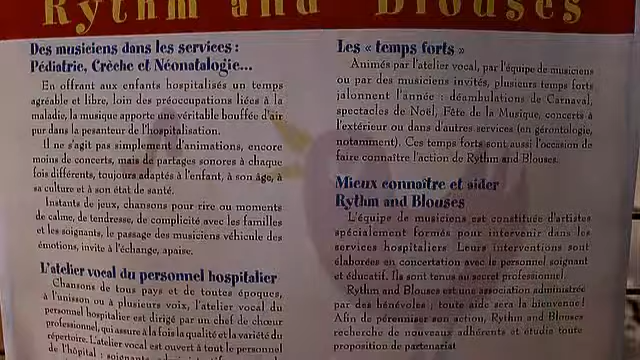 Rythm and Blouses
Des musiciens dans les services :
Pédiatrie, Crèche et Néonatalogie...
En offrant aux enfants hospitalisés un temps
agréable et libre, loin des préoccupations liées à la
maladie, la musique apporte une véritable bouffée d'air
pur dans la pesanteur de l'hospitalisation.
Il ne s'agit pas simplement d'animations, encore
moins de concerts, mais de partages sonores à chaque
fois différents, toujours adaptés à l'enfant, à son âge, à
sa culture et à son état de santé.
Instants de jeux, chansons pour rire ou moments
de calme, de tendresse, de complicité avec les familles
et les soignants, le passage des musiciens véhicule des
émotions, invite à l'échange, apaise.
L'atelier vocal du personnel hospitalier
Chansons de tous pays et de toutes époques,
à l'unisson ou à plusieurs voix, l'atelier vocal du
personnel hospitalier est dirigé par un chef de chœur
professionnel, qui assure à la fois la qualité et la variété du
répertoire. L'atelier vocal est ouvert à tout le personnel
de l'hôpital : soignants
Les « temps forts »
Animés par l'atelier vocal, par l'équipe de musiciens
ou par des musiciens invités, plusieurs temps forts
jalonnent l'année : déambulations de Carnaval,
spectacles de Noël, Fête de la Musique, concerts à
l'extérieur ou dans d'autres services (en gérontologie,
notamment). Ces temps forts sont aussi l'occasion de
faire connaître l'action de Rythm and Blouses.
Mieux connaître et aider
Rythm and Blouses
L'équipe de musiciens est constituée d'artistes
spécialement formés pour intervenir dans les
services hospitaliers. Leurs interventions sont
élaborées en concertation avec le personnel soignant
et éducatif. Ils sont tenus au secret professionnel.
Rythm and Blouses est une association administrée
par des bénévoles ; toute aide sera la bienvenue !
Afin de pérenniser son action, Rythm and Blouses
recherche de nouveaux adhérents et étudie toute
proposition de partenariat